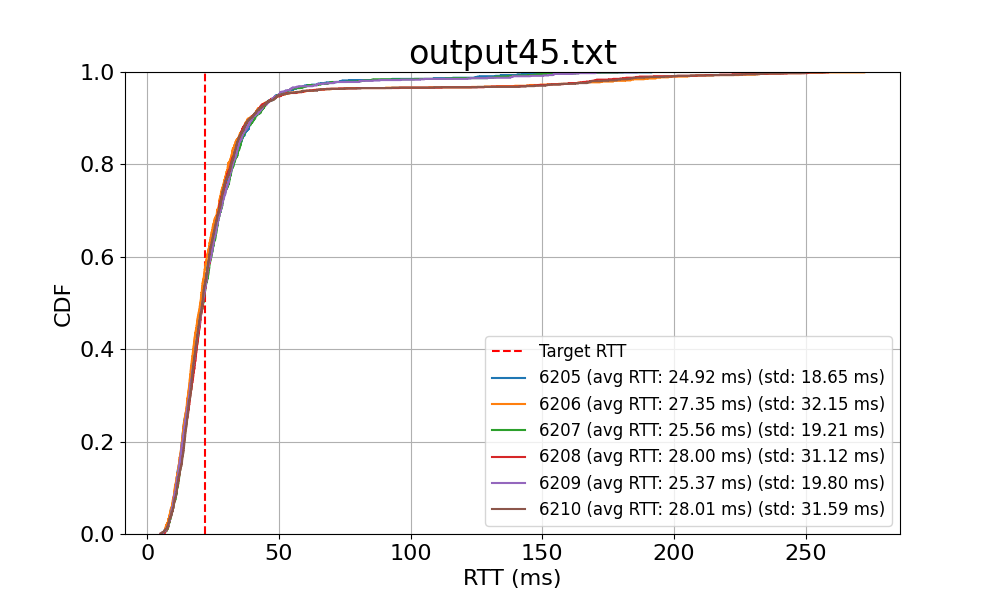 output45.txt
1.0
0.8
0.6
0.4
0.2
0.0
CDF
Target RTT
6205 (avg RTT: 24.92 ms) (std: 18.65 ms)
6206 (avg RTT: 27.35 ms) (std: 32.15 ms)
6207 (avg RTT: 25.56 ms) (std: 19.21 ms)
6208 (avg RTT: 28.00 ms) (std: 31.12 ms)
6209 (avg RTT: 25.37 ms) (std: 19.80 ms)
6210 (avg RTT: 28.01 ms) (std: 31.59 ms)
0 50 100 150 200 250
RTT (ms)